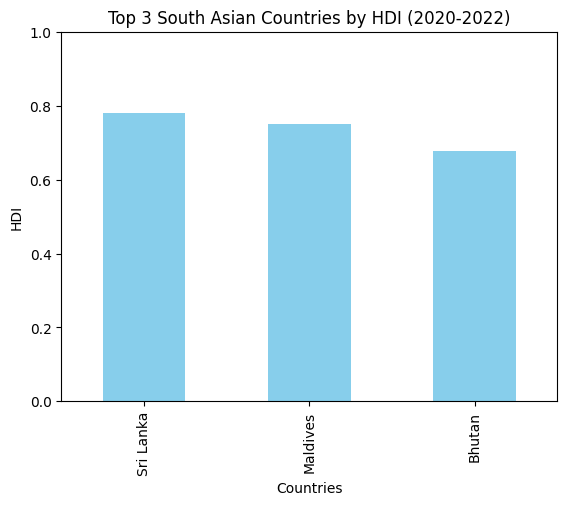 Top 3 South Asian Countries by HDI (2020-2022)
1.0
0.8
0.6
0.4
0.2
0.0
HDI
Sri Lanka
Maldives
Bhutan
Countries